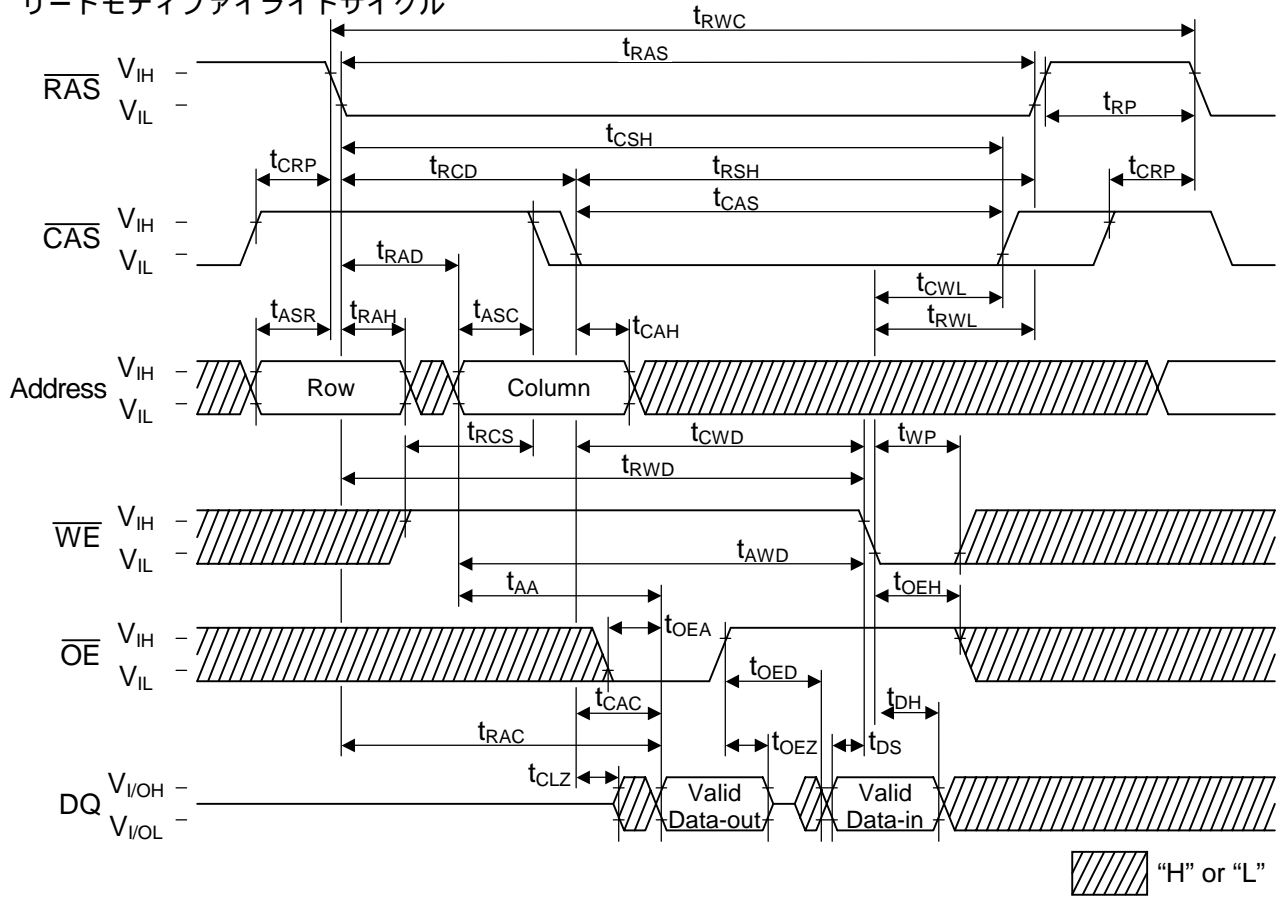 リードモディファイライトサイクル
tRWC
tRAS
RAS VIH
VIL
tRP
tCSH
tCRP tRCD tRSH tCRP
tCAS
CAS VIH
VIL
tRAD
tCWL
tASR tRAH tASC tCAH tRWL
Address VIH
VIL
Row Column
tRCS tCWD tWP
tRWD
WE VIH
VIL
tAWD
tAA tOEH
OE VIH
VIL
tOEA
tOED
tCAC tDH
tRAC tOEZ tDS
tCLZ
DQ VI/OH
VI/OL
Valid Data-out
Valid Data-in
“H” or “L”